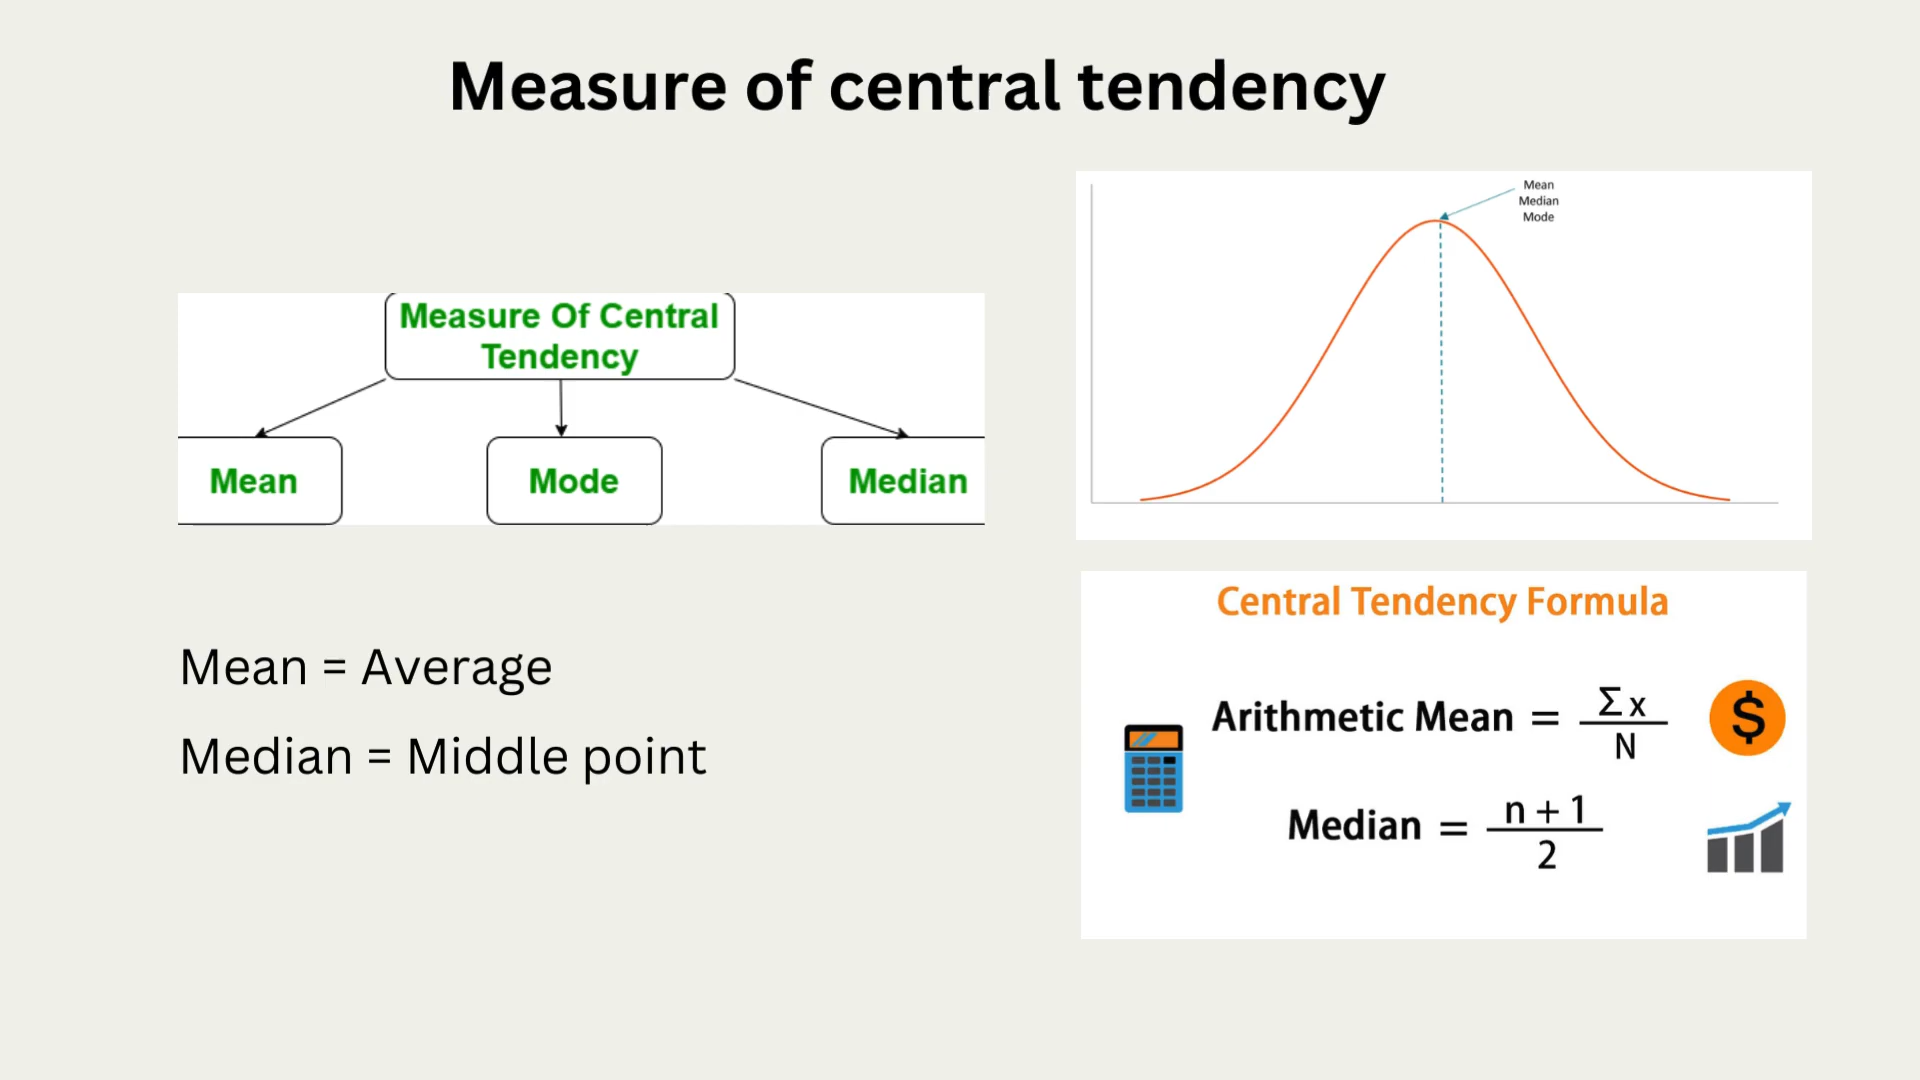 Measure of central tendency
Measure Of Central
Tendency
Mean
Mode
Median
Mean = Average
Median = Middle point
Mean
Median
Mode
Central Tendency Formula
Arithmetic Mean = Σx / N
Median = n + 1 / 2
$